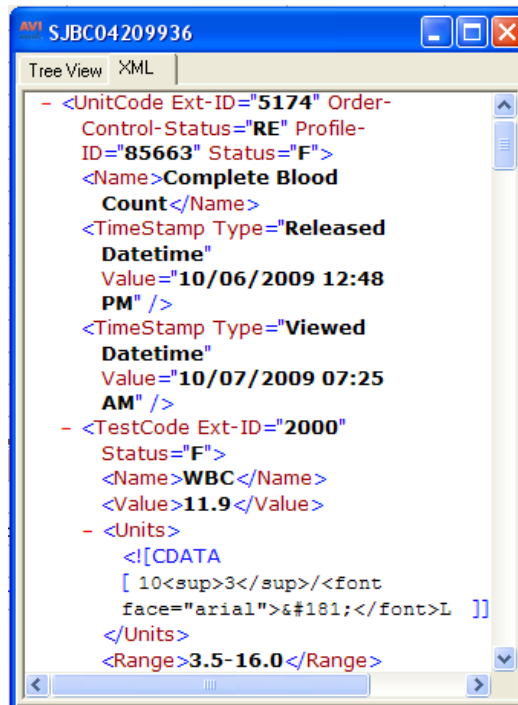 AVI SJBC04209936
Tree View XML
- <UnitCode Ext-ID="5174" Order-
Control-Status="RE" Profile-
ID="85663" Status="F">
<Name>Complete Blood
Count</Name>
<TimeStamp Type="Released
Datetime"
Value="10/06/2009 12:48
PM" />
<TimeStamp Type="Viewed
Datetime"
Value="10/07/2009 07:25
AM" />
- <TestCode Ext-ID="2000"
Status="F">
<Name>WBC</Name>
<Value>11.9</Value>
- <Units>
<![CDATA
[ 10<sup>3</sup>/<font
face="arial">&#181;</font>L ]]
</Units>
<Range>3.5-16.0</Range>